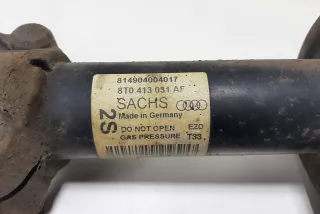 814904004017
8T0 413 031 AF
SACHS
Made in Germany
2S
DO NOT OPEN EZD
GAS PRESSURE T33.